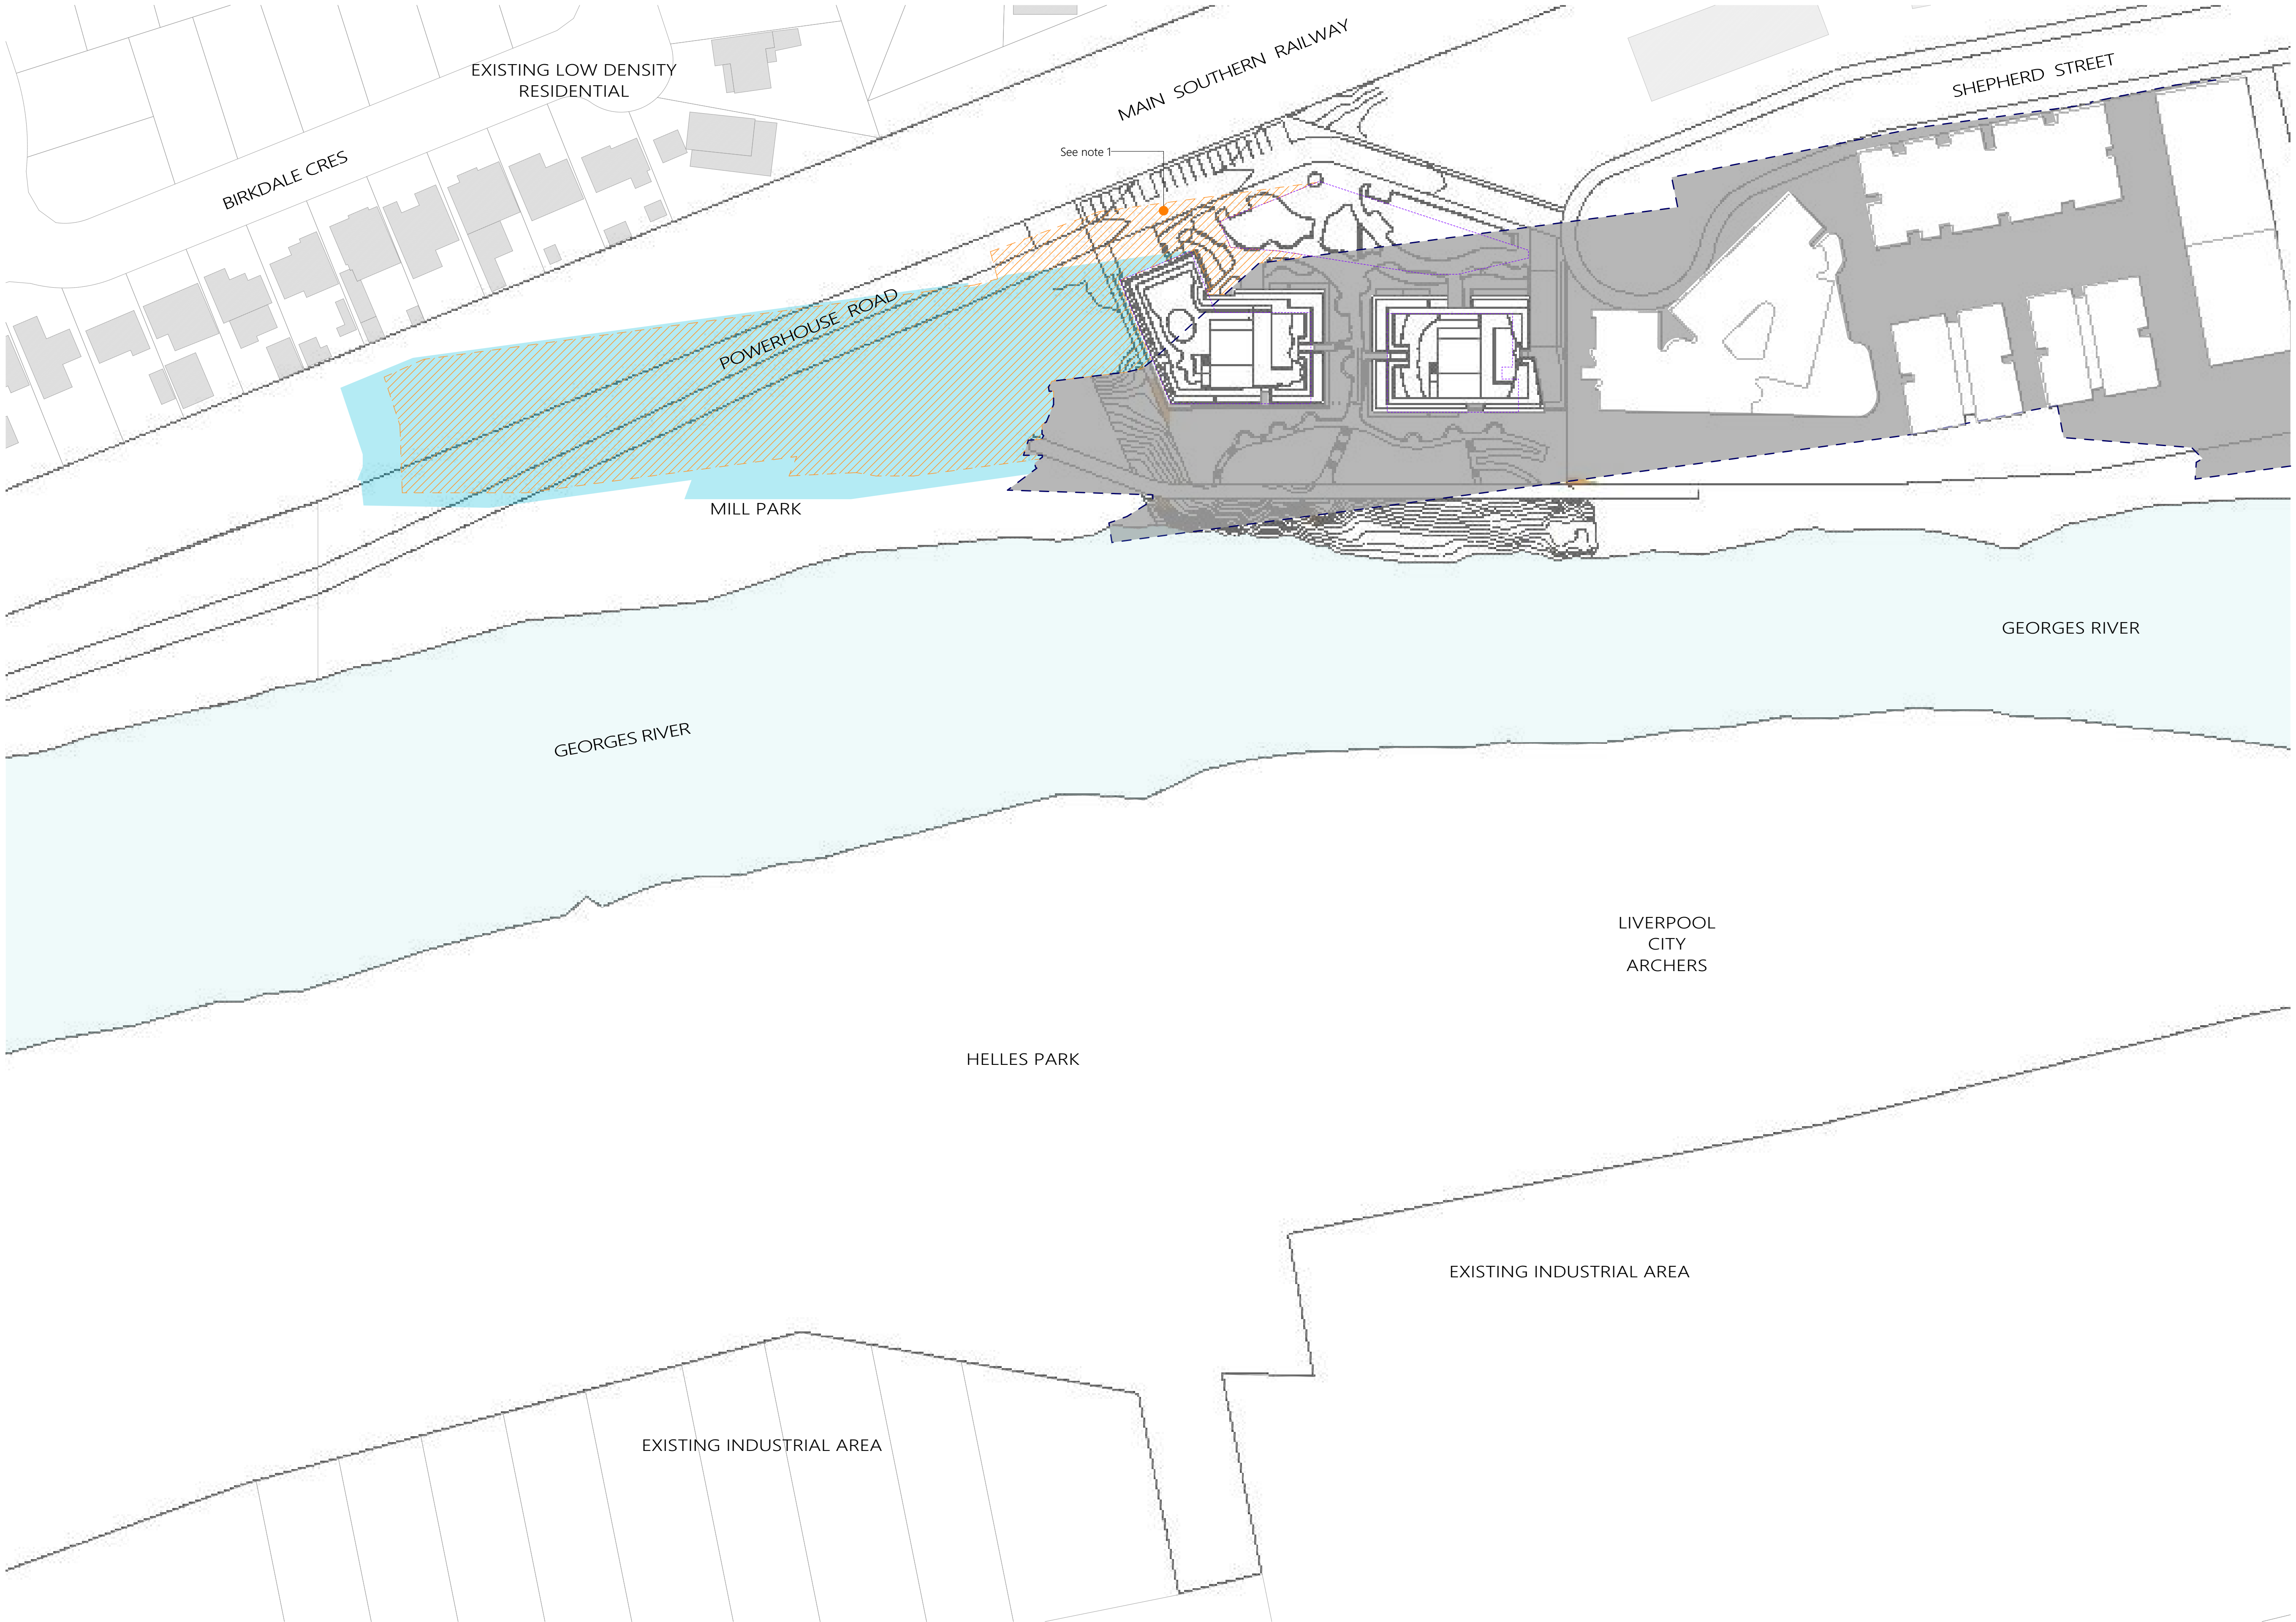 EXISTING LOW DENSITY
RESIDENTIAL
MAIN SOUTHERN RAILWAY
SHEPHERD STREET
See note 1
BIRKDALE CRES
POWERHOUSE ROAD
MILL PARK
GEORGES RIVER
GEORGES RIVER
LIVERPOOL
CITY
ARCHERS
HELLES PARK
EXISTING INDUSTRIAL AREA
EXISTING INDUSTRIAL AREA